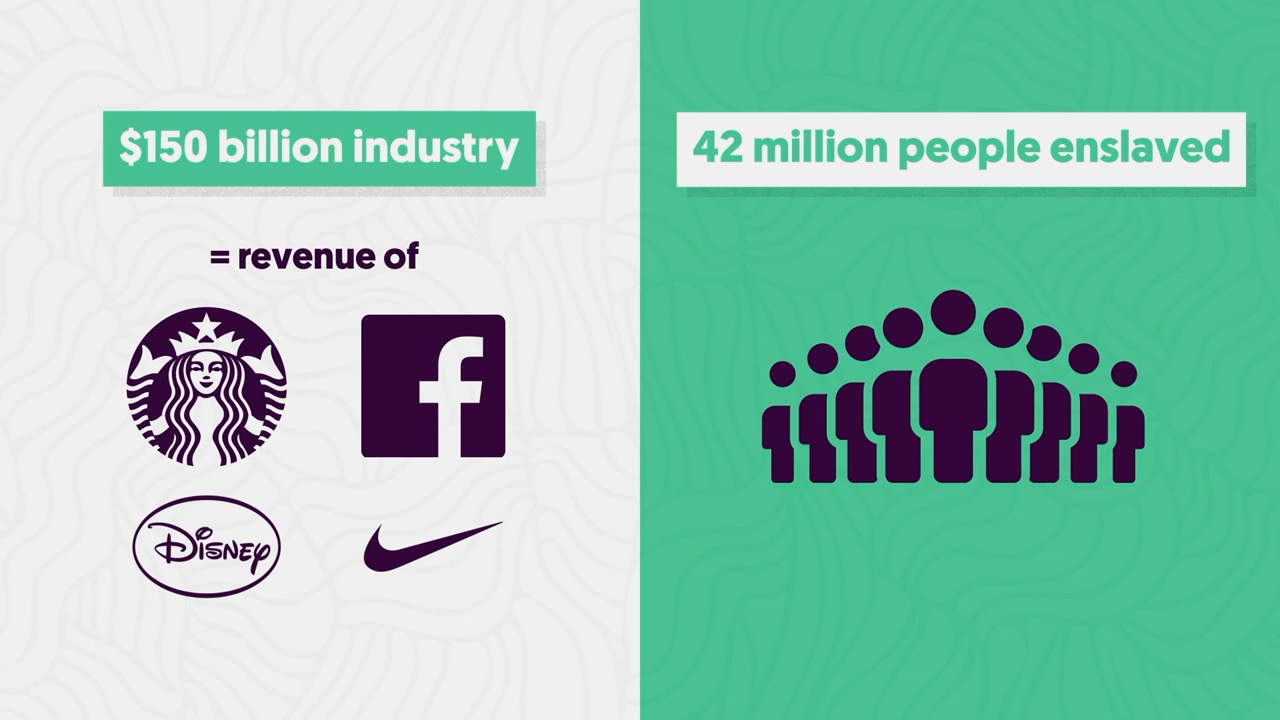 $150 billion industry
= revenue of
f
Disney
42 million people enslaved